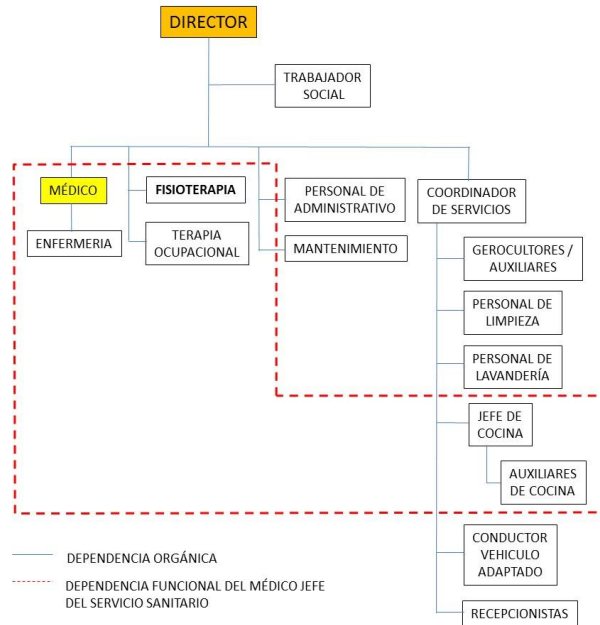 DIRECTOR
TRABAJADOR
SOCIAL
MÉDICO
ENFERMERIA
FISIOTERAPIA
TERAPIA
OCUPACIONAL
PERSONAL DE
ADMINISTRATIVO
MANTENIMIENTO
COORDINADOR
DE SERVICIOS
GEROCULTORES /
AUXILIARES
PERSONAL DE
LIMPIEZA
PERSONAL DE
LAVANDERÍA
JEFE DE
COCINA
AUXILIARES
DE COCINA
CONDUCTOR
VEHICULO
ADAPTADO
RECEPCIONISTAS
DEPENDENCIA ORGÁNICA
DEPENDENCIA FUNCIONAL DEL MÉDICO JEFE
DEL SERVICIO SANITARIO